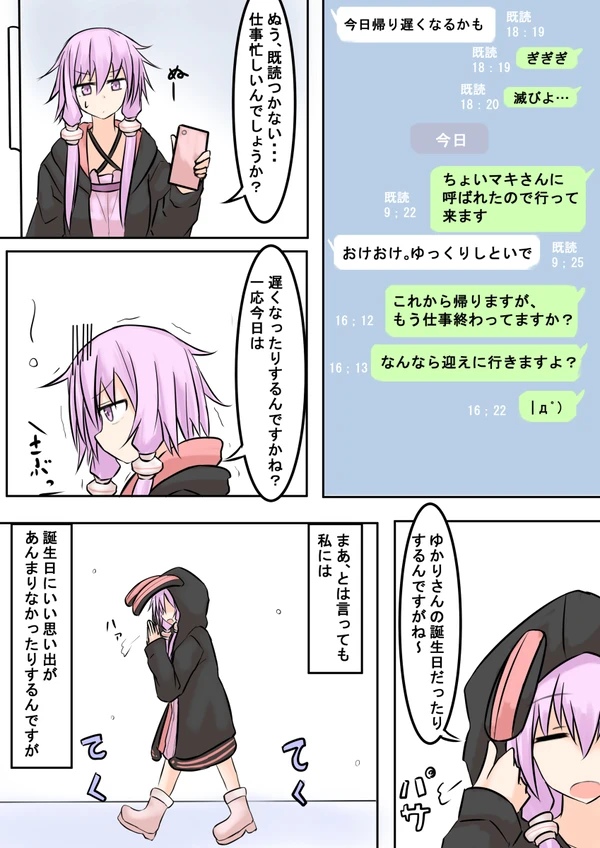 今日帰り遅くなるかも
既読
18：19
既読
18：19
ぎぎぎ
既読
18：20
滅びよ…
今日
ちょいマキさんに
呼ばれたので行って
来ます
既読
9；22
おけおけ。ゆっくりしといで
既読
9；25
これから帰りますが、
もう仕事終わってますか？
16；12
なんなら迎えに行きますよ？
16；13
|дﾟ)
16；22
ぬぅ、既読つかない・・・
仕事忙しいんでしょうか？
ぬー
遅くなったりするんですかね？
一応今日は
さぶっ
ゆかりさんの誕生日だったり
するんですがね～
パサ
まあ、とは言っても
私には
ハァ
てく
てく
誕生日にいい思い出が
あんまりなかったりするんですが